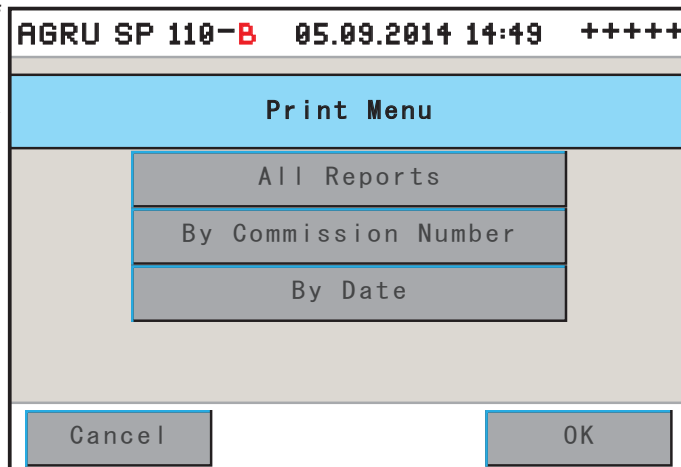 AGRU SP 110-B 05.09.2014 14:49 +++++
Print Menu
All Reports
By Commission Number
By Date
Cancel OK